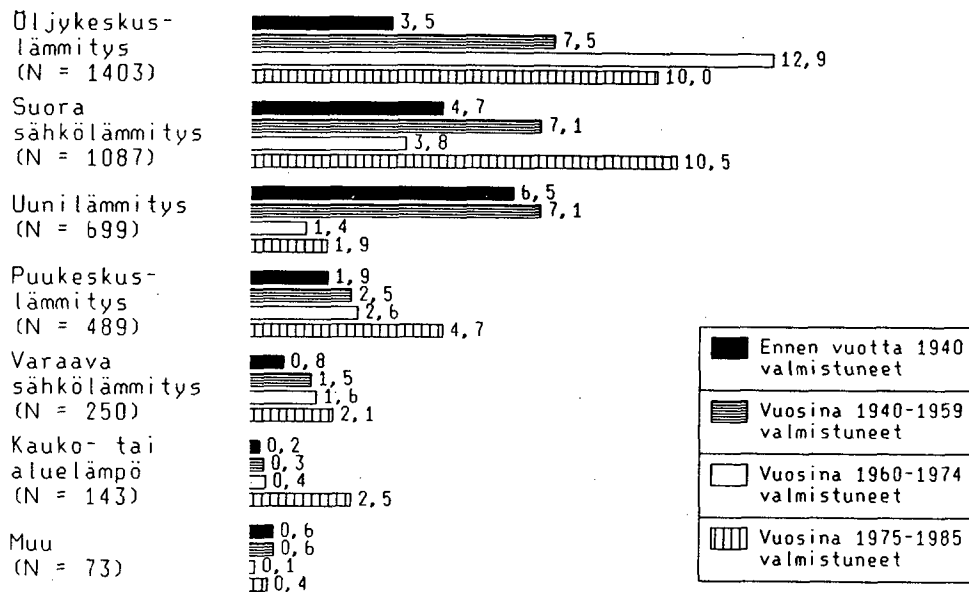 Öljykeskus-
lämmitys
(N = 1403)
3,5
7,5
12,9
10,0
Suora
sähkölämmitys
(N = 1087)
4,7
7,1
3,8
10,5
Uunilämmitys
(N = 699)
6,5
7,1
1,4
1,9
Puukeskus-
lämmitys
(N = 489)
1,9
2,5
2,6
4,7
Varaava
sähkölämmitys
(N = 250)
0,8
1,5
1,6
2,1
Kauko- tai
aluelämpö
(N = 143)
0,2
0,3
0,4
2,5
Muu
(N = 73)
0,6
0,6
0,1
0,4
Ennen vuotta 1940
valmistuneet
Vuosina 1940-1959
valmistuneet
Vuosina 1960-1974
valmistuneet
Vuosina 1975-1985
valmistuneet